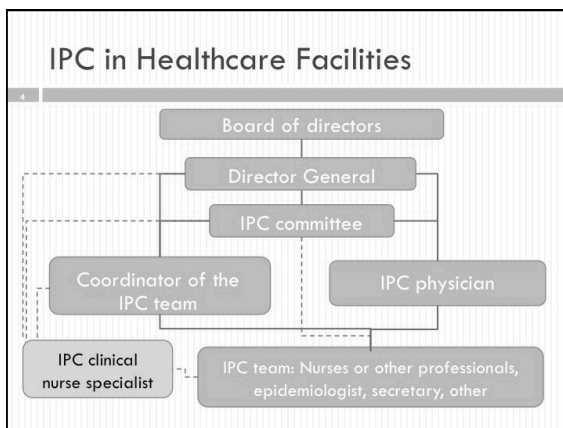 IPC in Healthcare Facilities
4
Board of directors
Director General
IPC committee
Coordinator of the
IPC team
IPC physician
IPC clinical
nurse specialist
IPC team: Nurses or other professionals,
epidemiologist, secretary, other